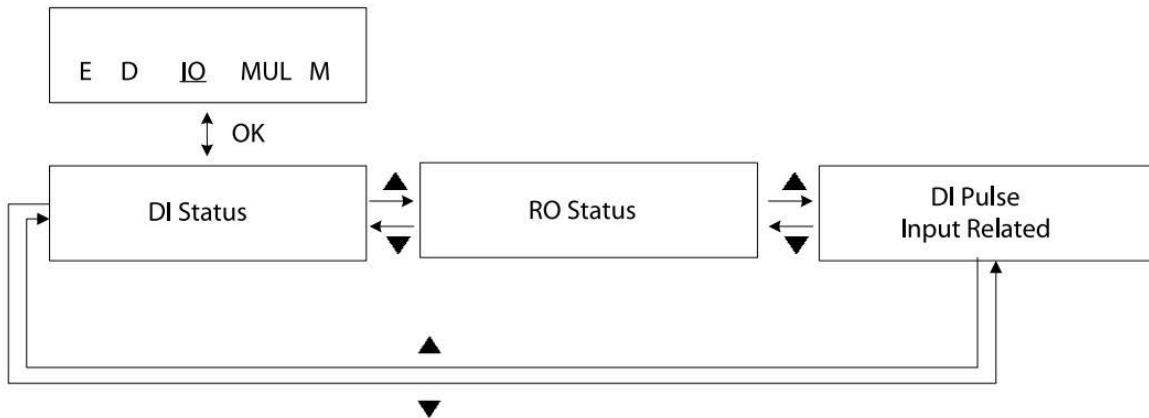 E D IO MUL M
OK
DI Status
RO Status
DI Pulse
Input Related